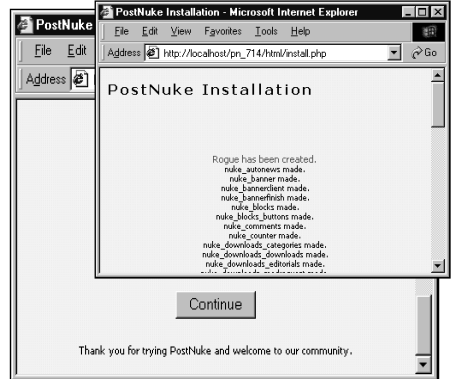 PostNuke Installation - Microsoft Internet Explorer
File Edit View Favorites Tools Help
Address http://localhost/pn_714/html/install.php Go
PostNuke Installation
Rogue has been created.
nuke_autonews made.
nuke_banner made.
nuke_bannerclient made.
nuke_bannerfinish made.
nuke_blocks made.
nuke_blocks_buttons made.
nuke_comments made.
nuke_counter made.
nuke_downloads_categories made.
nuke_downloads_downloads made.
nuke_downloads_editorials made.
nuke_downloads_modrequest made.
PostNuke
File Edit
Address
Continue
Thank you for trying PostNuke and welcome to our community.